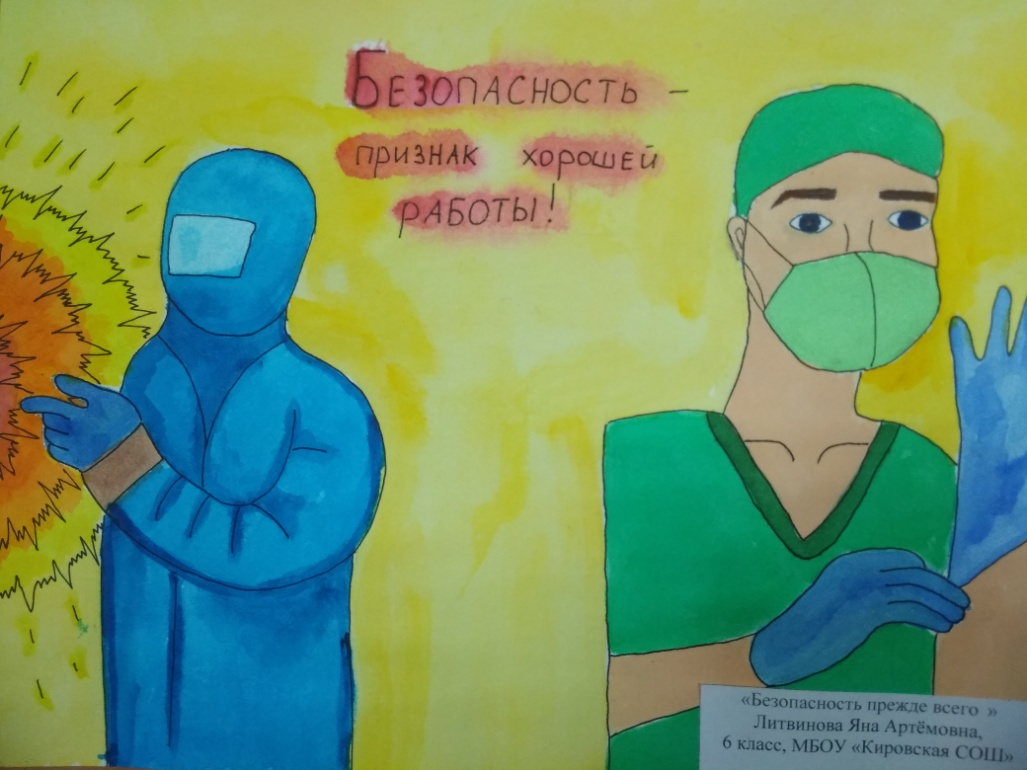 Безопасность –
признак хорошей
работы!
«Безопасность прежде всего »
Литвинова Яна Артёмовна,
6 класс, МБОУ «Кировская СОШ»